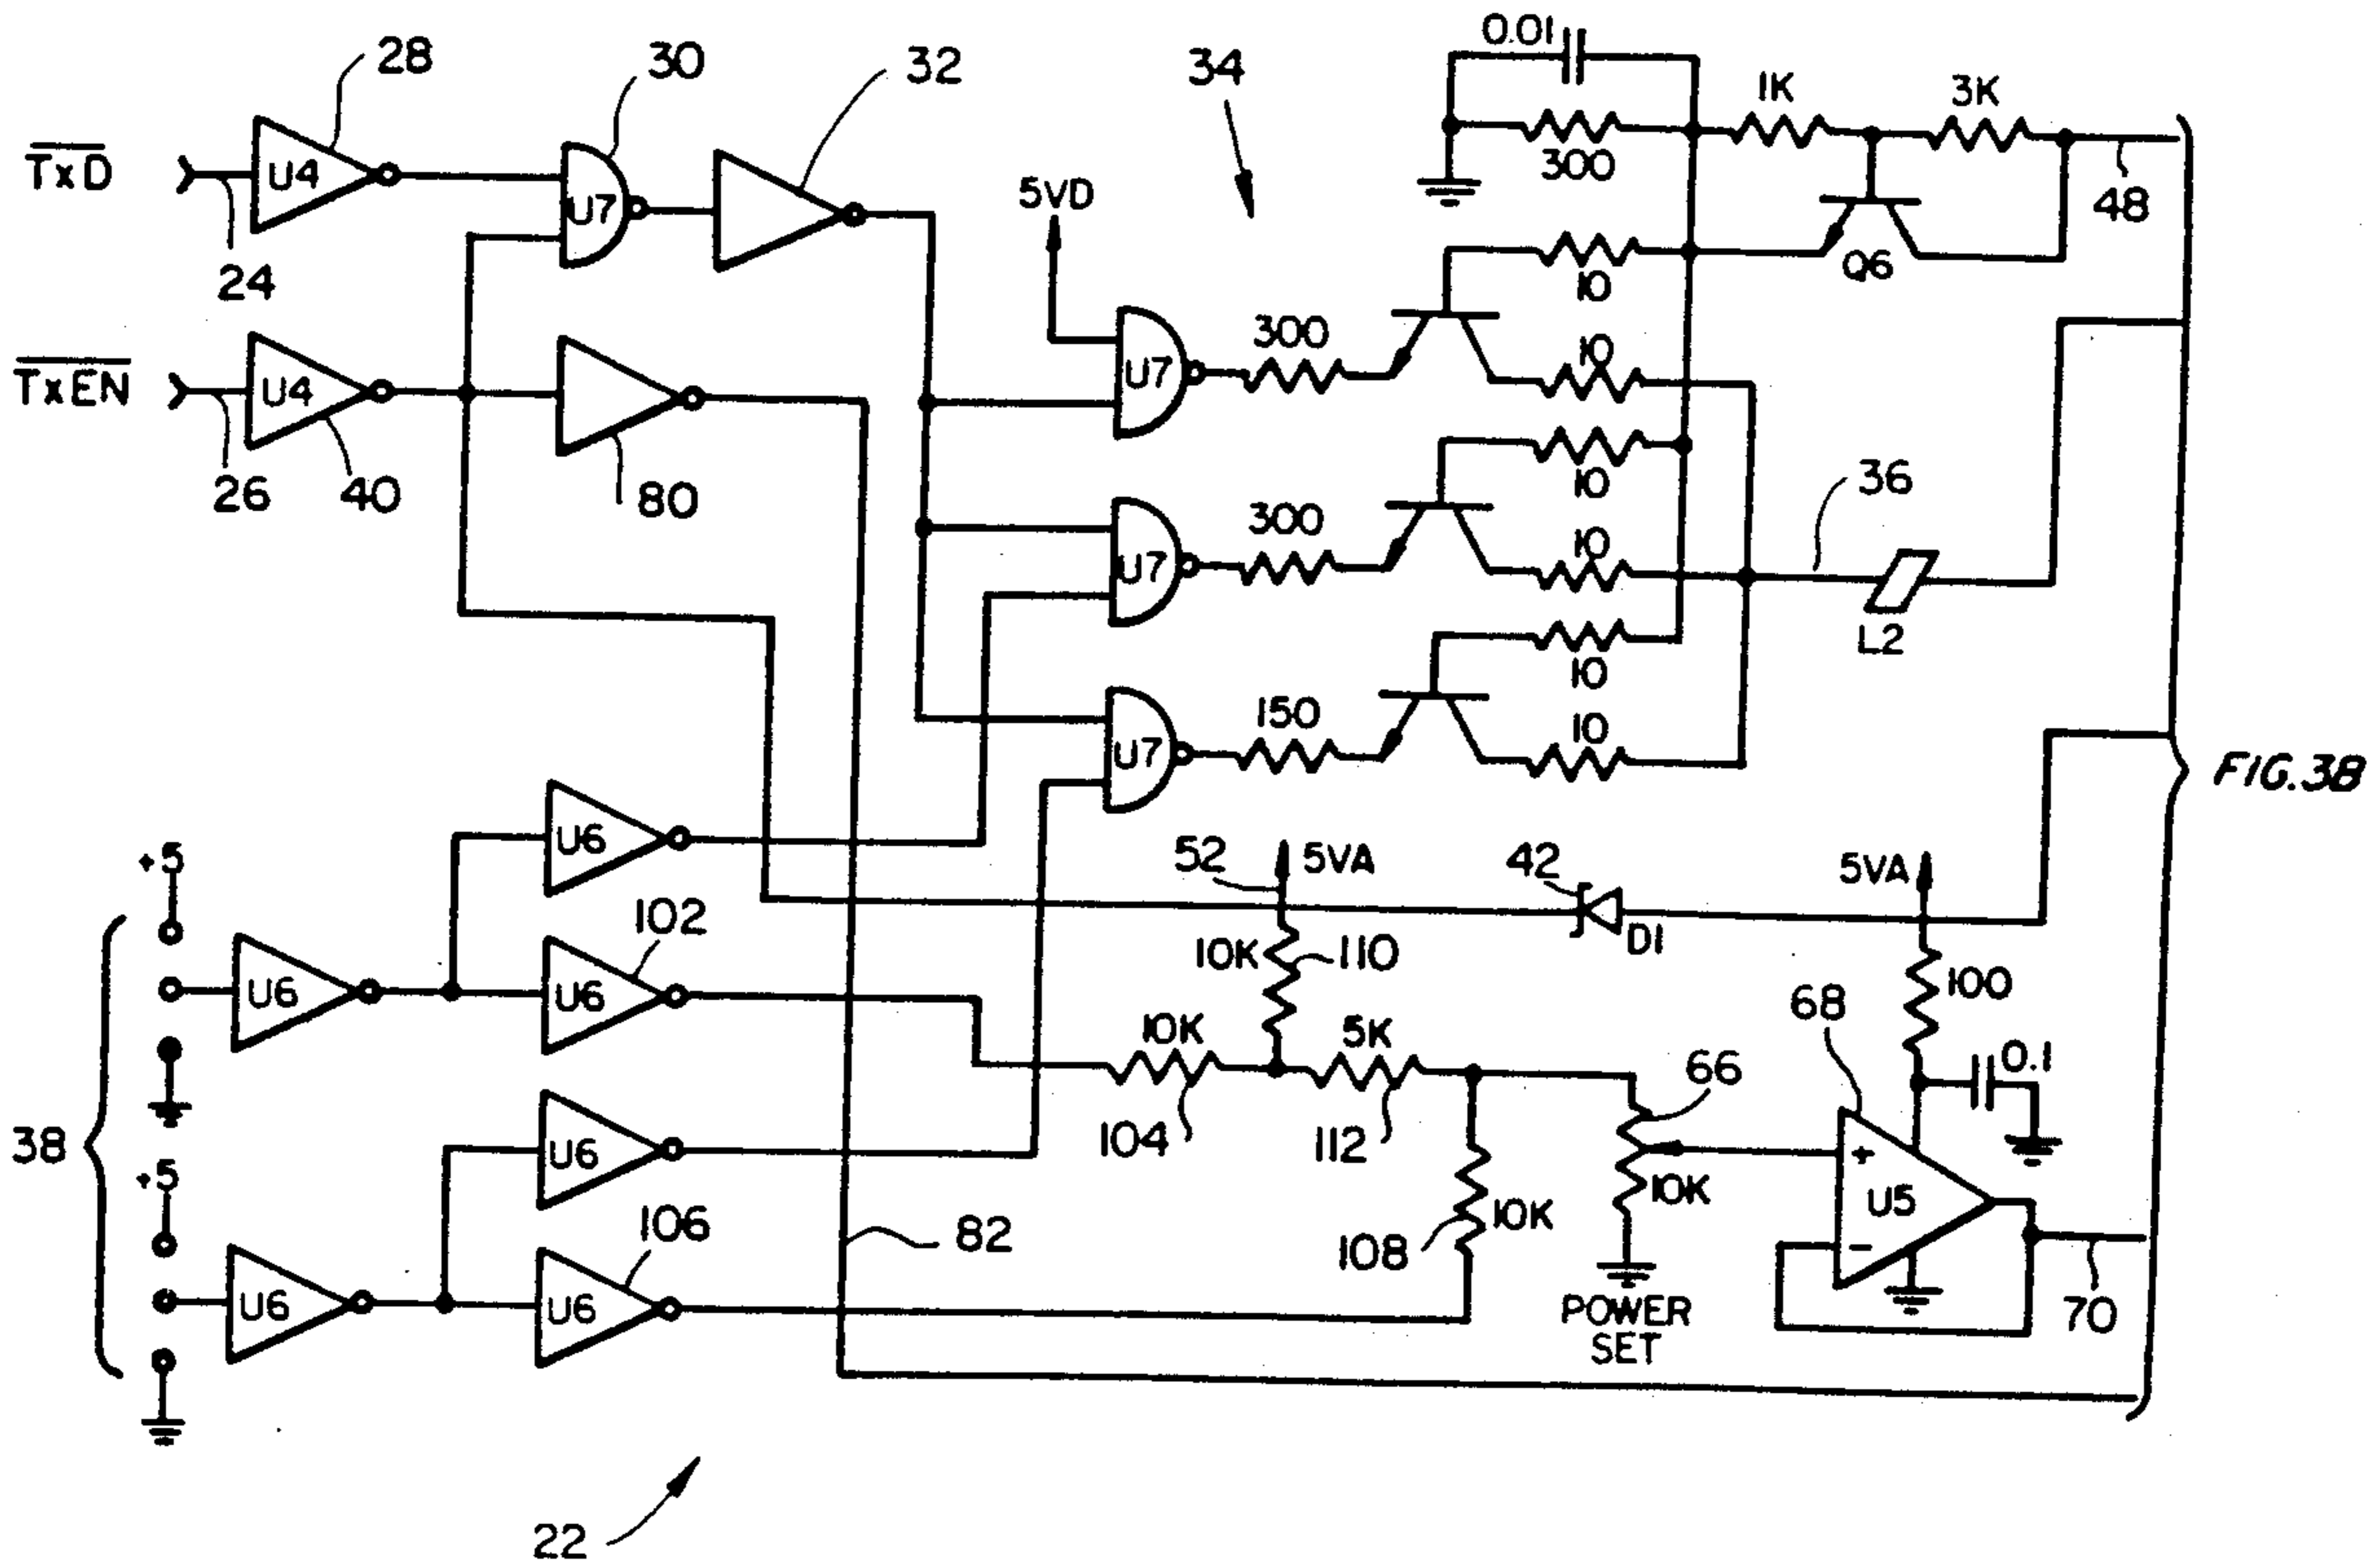 28
30
32
34
0.01
1K
3K
TxD
U4
U7
300
48
24
5VD
10
Q6
TxEN
U4
U7
300
10
26
40
80
10
36
300
U7
10
L2
10
150
U7
10
FIG. 38
U6
52
5VA
42
5VA
+5
102
D1
10K
110
100
U6
U6
68
10K
5K
0.1
66
38
104
112
U6
+
10K
U5
+5
106
82
108
10K
-
U6
U6
POWER
SET
70
22